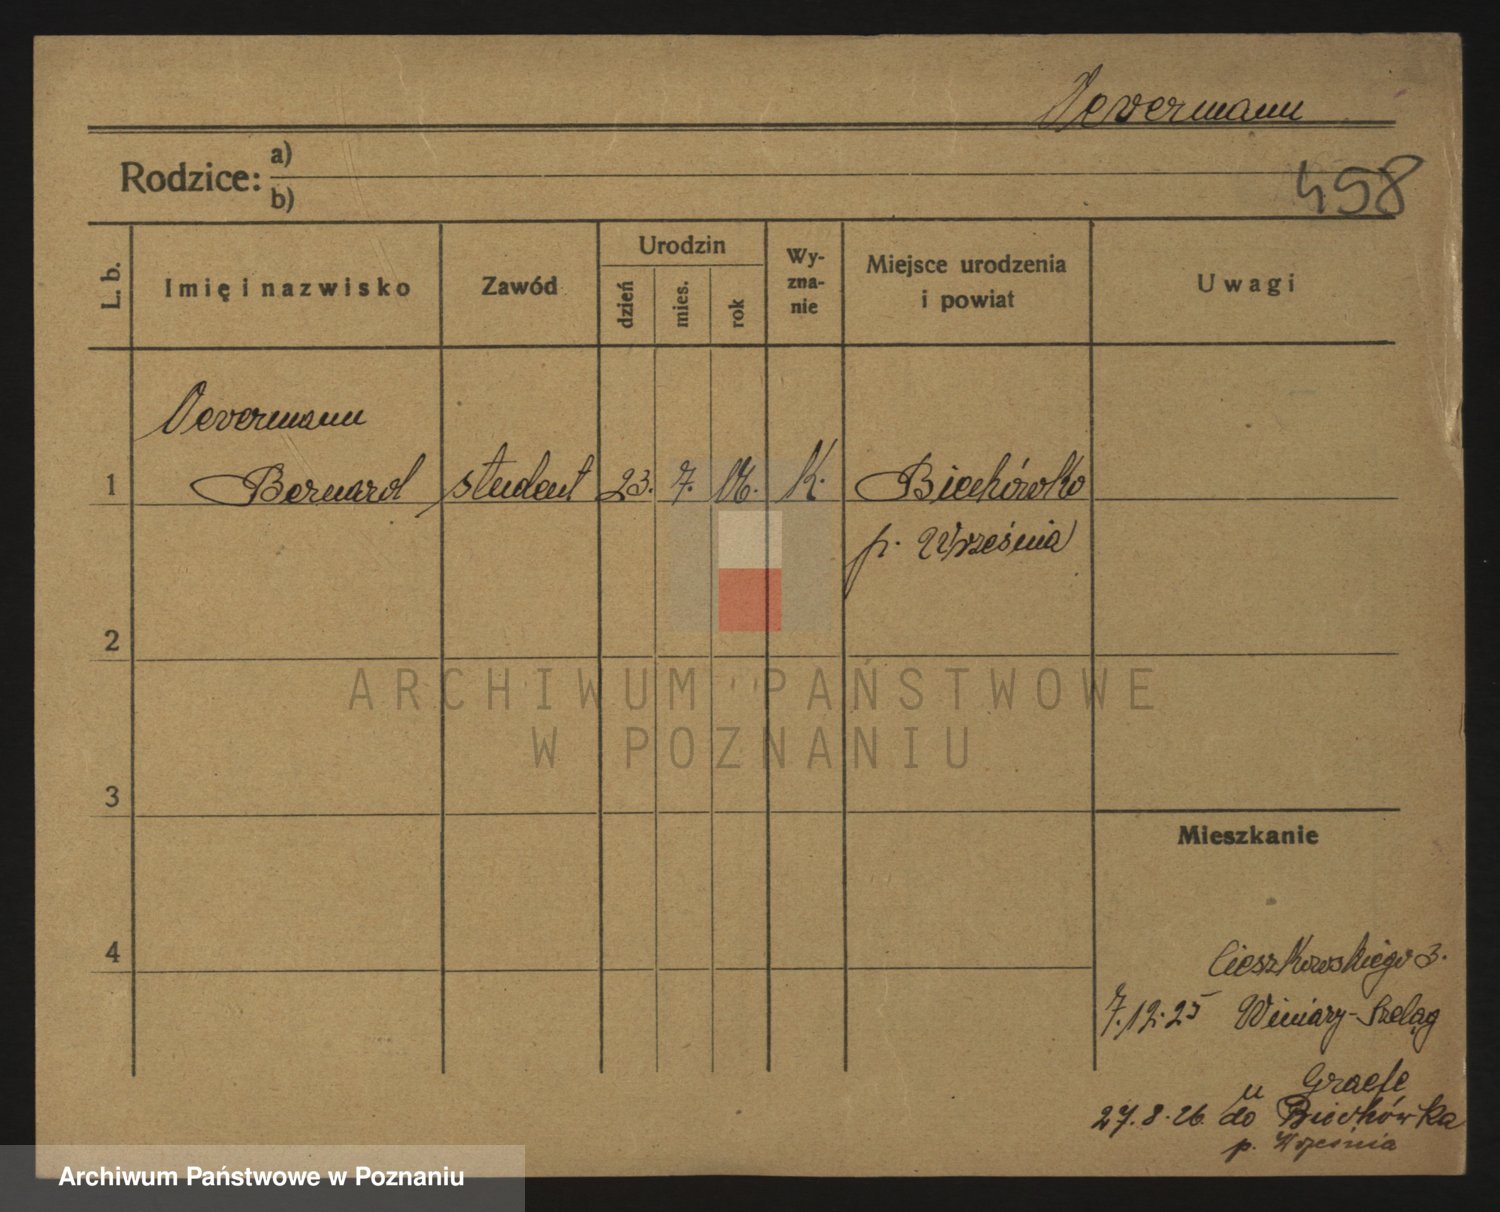 Oevermann
Rodzice: a)
b)
458
L. b.
Imię i nazwisko
Zawód
Urodzin
dzień
mies.
rok
Wy-
zna-
nie
Miejsce urodzenia
i powiat
Uwagi
Oevermann
1 Bernard student 23. 7. K. Biechówko
p. Września
2
3
4
Mieszkanie
Cieszkowskiego 3.
7.12.25 Winiary-Szeląg
u Graefe
27.8.26. do Biechówka
p. Września
ARCHIWUM PAŃSTWOWE
W POZNANIU
Archiwum Państwowe w Poznaniu